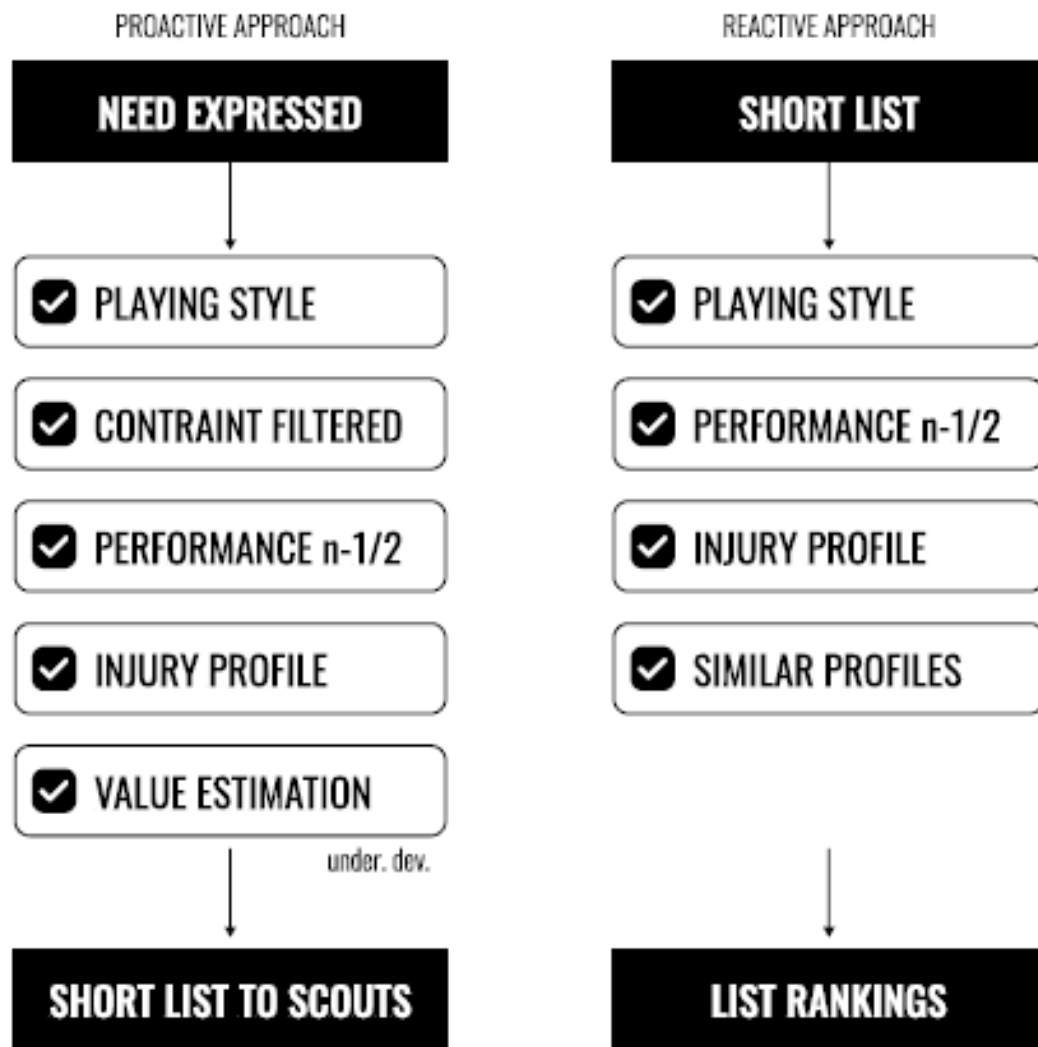 PROACTIVE APPROACH
NEED EXPRESSED
PLAYING STYLE
CONTRAINT FILTERED
PERFORMANCE n-1/2
INJURY PROFILE
VALUE ESTIMATION
under. dev.
SHORT LIST TO SCOUTS
REACTIVE APPROACH
SHORT LIST
PLAYING STYLE
PERFORMANCE n-1/2
INJURY PROFILE
SIMILAR PROFILES
LIST RANKINGS